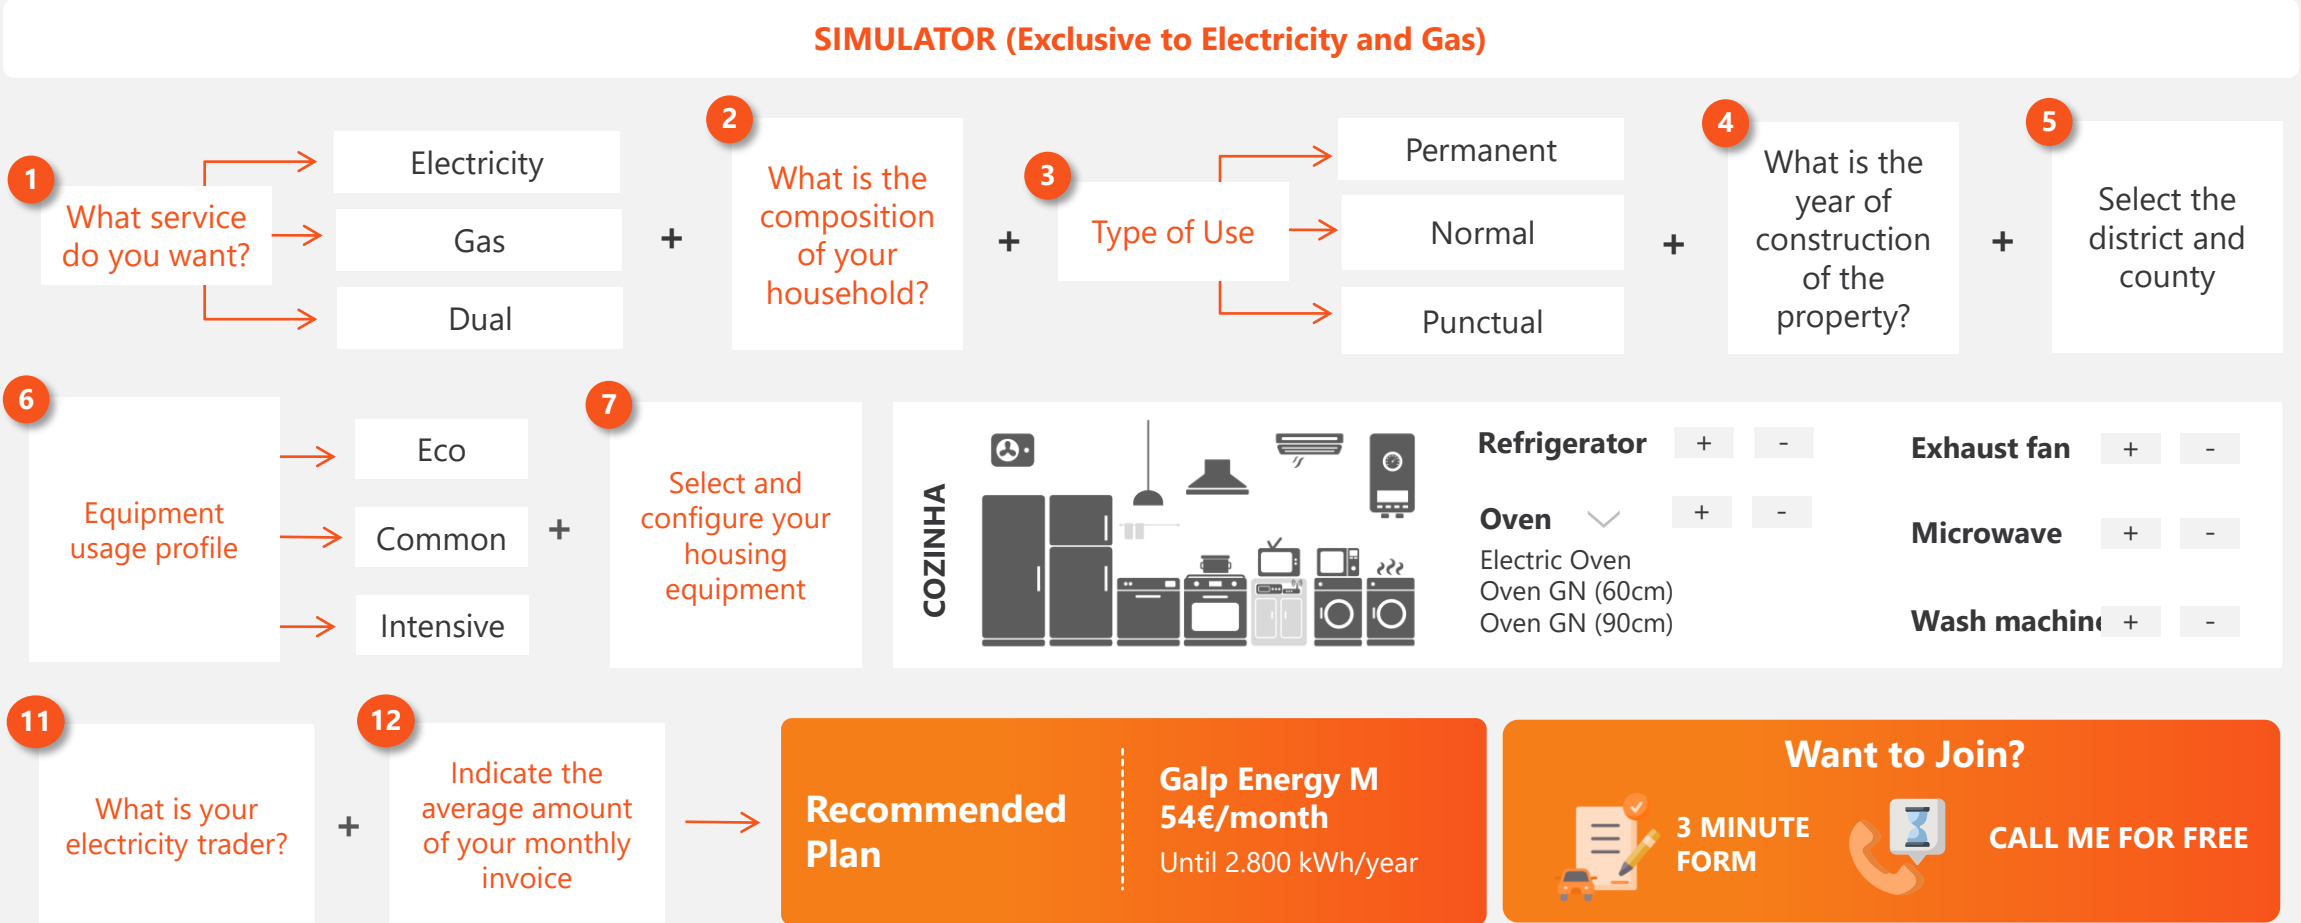 SIMULATOR (Exclusive to Electricity and Gas)
1
What service
do you want?
Electricity
Gas
Dual
+
2
What is the
composition
of your
household?
+
3
Type of Use
Permanent
Normal
Punctual
+
4
What is the
year of
construction
of the
property?
+
5
Select the
district and
county
6
Equipment
usage profile
Eco
Common
Intensive
+
7
Select and
configure your
housing
equipment
COZINHA
Refrigerator + -
Oven + -
Electric Oven
Oven GN (60cm)
Oven GN (90cm)
Exhaust fan + -
Microwave + -
Wash machine + -
11
What is your
electricity trader?
+
12
Indicate the
average amount
of your monthly
invoice
Recommended
Plan
Galp Energy M
54€/month
Until 2.800 kWh/year
Want to Join?
3 MINUTE
FORM
CALL ME FOR FREE